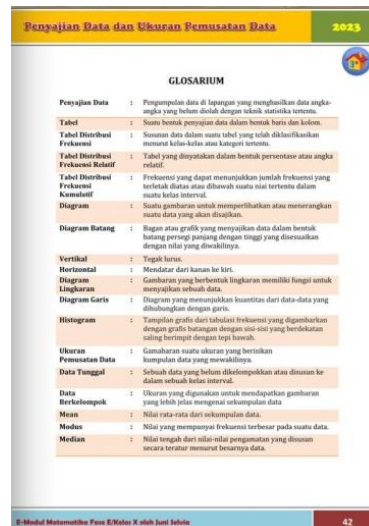 Penyajian Data dan Ukuran Pemusatan Data
2023
GLOSARIUM
Penyajian Data : Pengumpulan data di lapangan yang menghasilkan data angka-
angka yang belum diolah dengan teknik statistika tertentu.
Tabel : Suatu bentuk penyajian data dalam bentuk baris dan kolom.
Tabel Distribusi : Susunan data dalam suatu tabel yang telah diklasifikasikan
Frekuensi menurut kelas-kelas atau kategori tertentu.
Tabel Distribusi : Tabel yang dinyatakan dalam bentuk persentase atau angka
Frekuensi Relatif relatif.
Tabel Distribusi : Frekuensi yang dapat menunjukkan jumlah frekuensi yang
Frekuensi terletak diatas atau dibawah suatu niai tertentu dalam
Komulatif suatu kelas interval.
Diagram : Suatu gambaran untuk memperlihatkan atau menerangkan
suatu data yang akan disajikan.
Diagram Batang : Bagan atau grafik yang menyajikan data dalam bentuk
batang persegi panjang dengan tinggi yang disesuaikan
dengan nilai yang diwakilinya.
Vertikal : Tegak lurus.
Horizontal : Mendatar dari kanan ke kiri.
Diagram : Gambaran yang berbentuk lingkaran memiliki fungsi untuk
Lingkaran menyajikan sebuah data.
Diagram Garis : Diagram yang menunjukkan kuantitas dari data-data yang
dihubungkan dengan garis.
Histogram : Tampilan grafis dari tabulasi frekuensi yang digambarkan
dengan grafis batangan dengan sisi-sisi yang berdekatan
saling berimpit dengan tepi bawah.
Ukuran : Gamabaran suatu ukuran yang berisikan
Pemusatan Data kumpulan data yang mewakilinya.
Data Tunggal : Sebuah data yang belum dikelompokkan atau disusun ke
dalam sebuah kelas interval.
Data : Ukuran yang digunakan untuk mendapatkan gambaran
Berkelompok yang lebih jelas mengenai sekumpulan data
Mean : Nilai rata-rata dari sekumpulan data.
Modus : Nilai yang mempunyai frekuensi terbesar pada suatu data.
Median : Nilai tengah dari nilai-nilai pengamatan yang disusun
secara teratur menurut besarnya data.
E-Modul Matematika Fase E/Kelas X oleh Juni Selvia
42